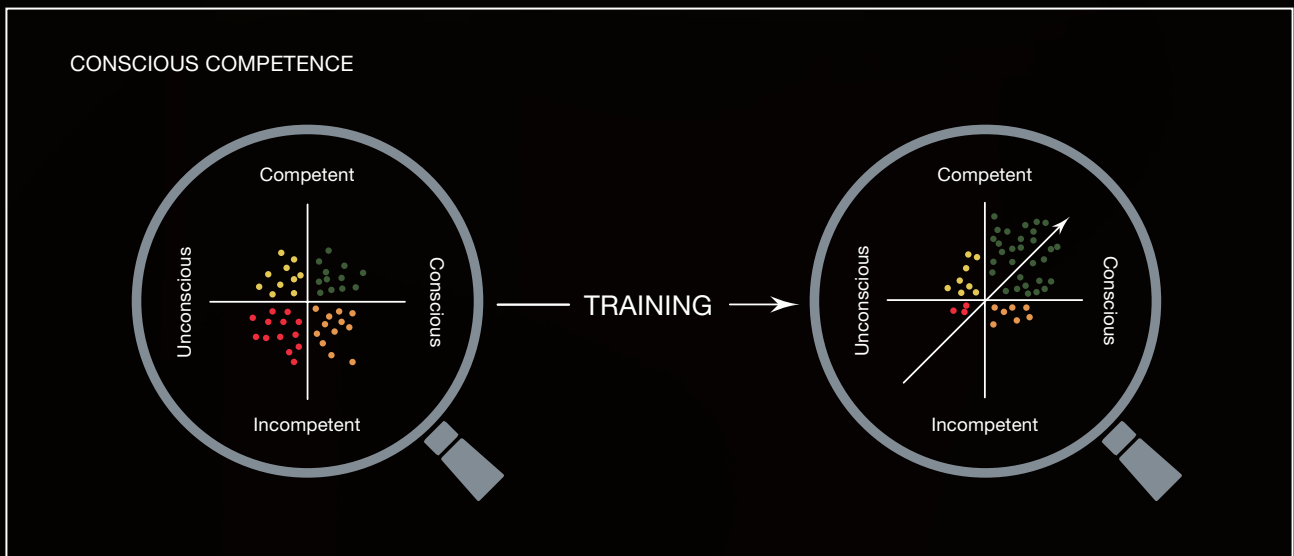 CONSCIOUS COMPETENCE
Competent
Unconscious
Conscious
Incompetent
TRAINING
Competent
Unconscious
Conscious
Incompetent